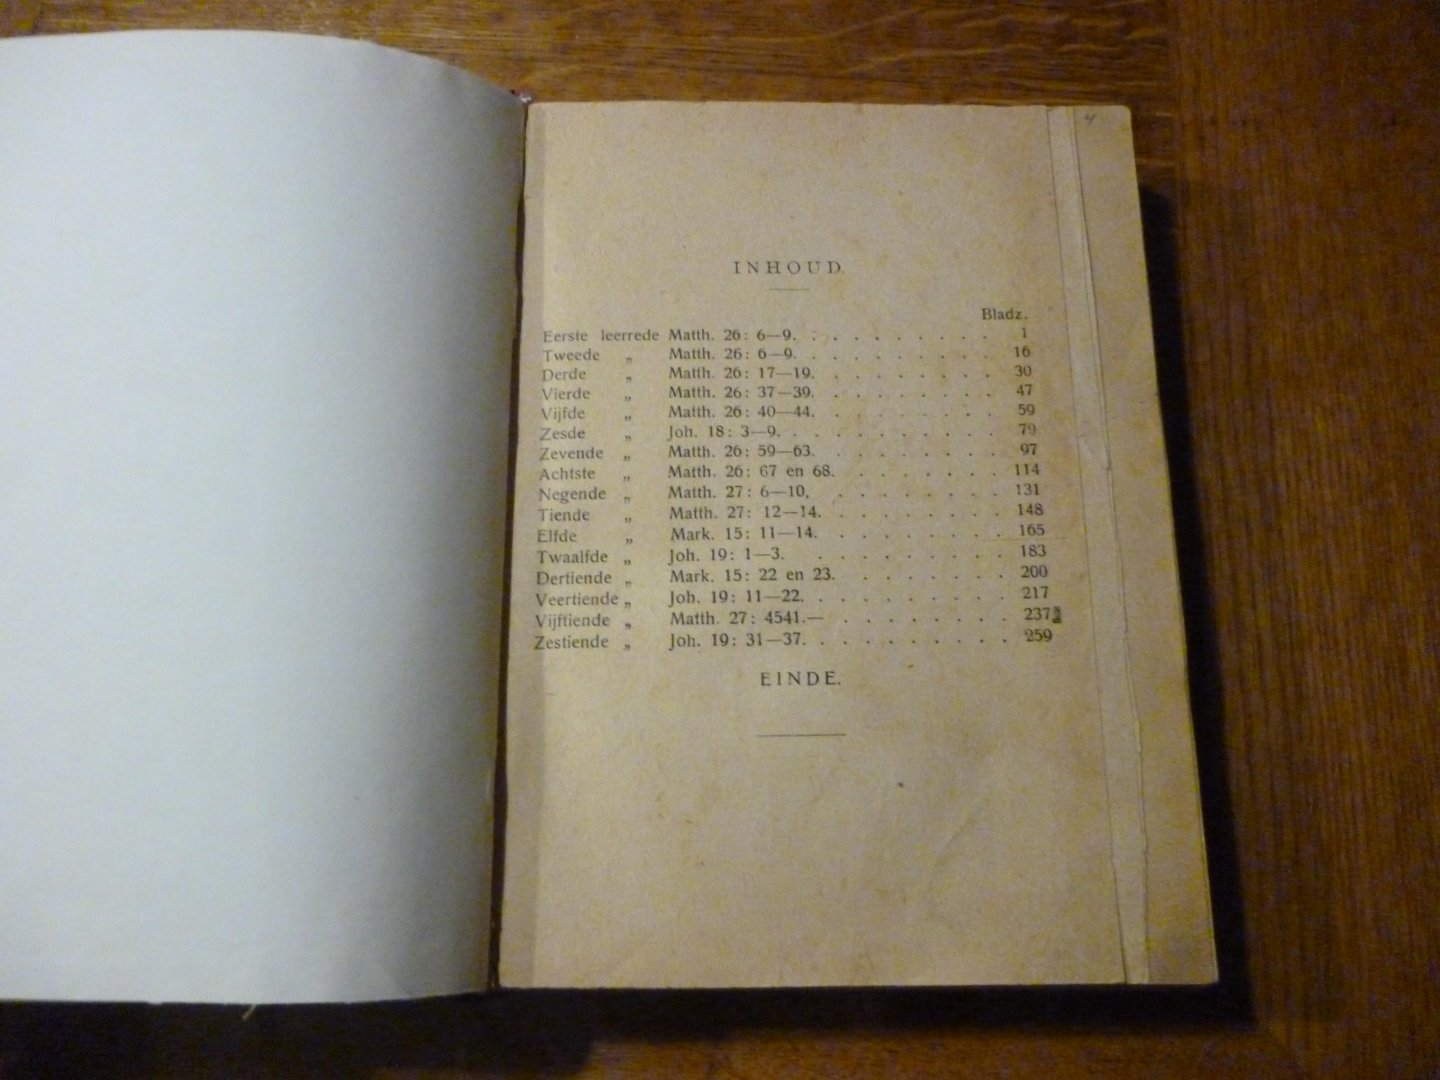 INHOUD.
Bladz.
Eerste leerrede Matth. 26: 6—9. . . . . . . . . . 1
Tweede „ Matth. 26: 6—9. . . . . . . . . . 16
Derde „ Matth. 26: 17—19. . . . . . . . . 30
Vierde „ Matth. 26: 37—39. . . . . . . . . 47
Vijfde „ Matth. 26: 40—44. . . . . . . . . 59
Zesde „ Joh. 18: 3—9. . . . . . . . . . . 79
Zevende „ Matth. 26: 59—63. . . . . . . . . 97
Achtste „ Matth. 26: 67 en 68. . . . . . . . 114
Negende „ Matth. 27: 6—10, . . . . . . . . 131
Tiende „ Matth. 27: 12—14. . . . . . . . . 148
Elfde „ Mark. 15: 11—14. . . . . . . . . 165
Twaalfde „ Joh. 19: 1—3. . . . . . . . . . 183
Dertiende „ Mark. 15: 22 en 23. . . . . . . . 200
Veertiende „ Joh. 19: 11—22. . . . . . . . . . 217
Vijftiende „ Matth. 27: 4541.— . . . . . . . . 237
Zestiende „ Joh. 19: 31—37. . . . . . . . . . 259
EINDE.